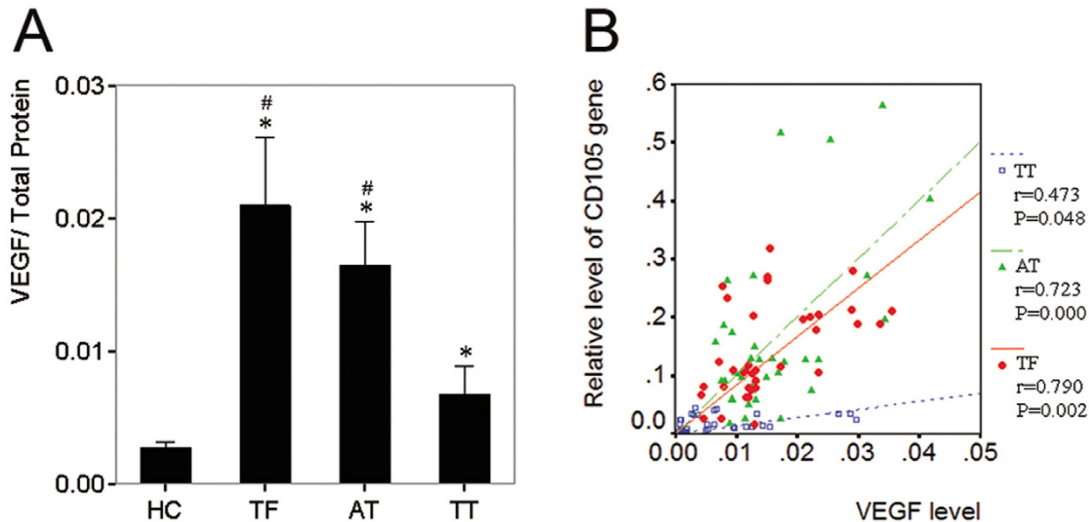 A
VEGF/ Total Protein
0.03
0.02
0.01
0.00
#
*
#
*
*
HC TF AT TT
B
Relative level of CD105 gene
.6
.5
.4
.3
.2
.1
0.0
0.00 .01 .02 .03 .04 .05
VEGF level
TT
r=0.473
P=0.048
AT
r=0.723
P=0.000
TF
r=0.790
P=0.002